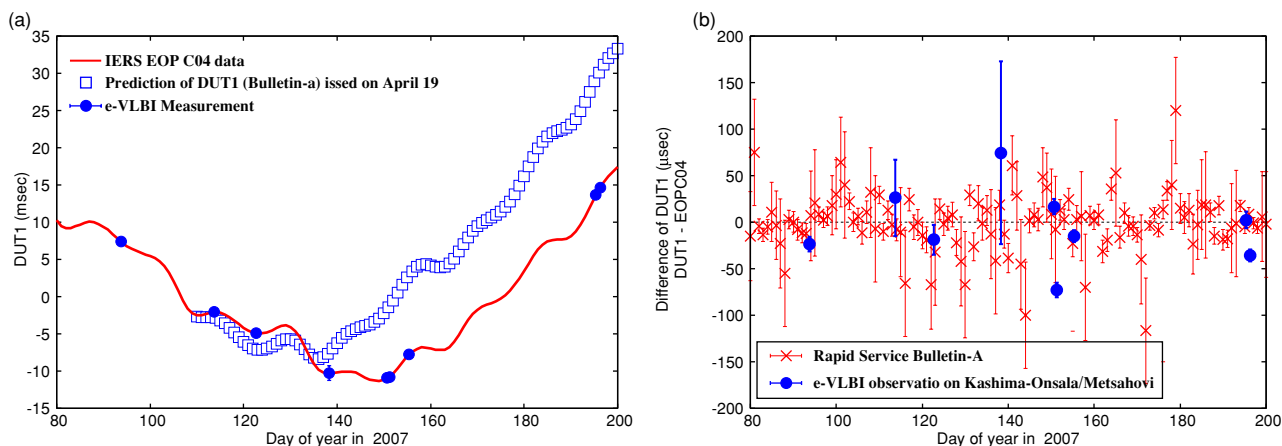 (a)
35
30
25
20
15
10
5
0
-5
-10
-15
DUT1 (msec)
IERS EOP C04 data
Prediction of DUT1 (Bulletin-a) issed on April 19
e-VLBI Measurement
80 100 120 140 160 180 200
Day of year in 2007
(b)
200
150
100
50
0
-50
-100
-150
-200
Difference of DUT1 (μsec)
DUT1 - EOPC04
Rapid Service Bulletin-A
e-VLBI observatio on Kashima-Onsala/Metsahovi
80 100 120 140 160 180 200
Day of year in 2007